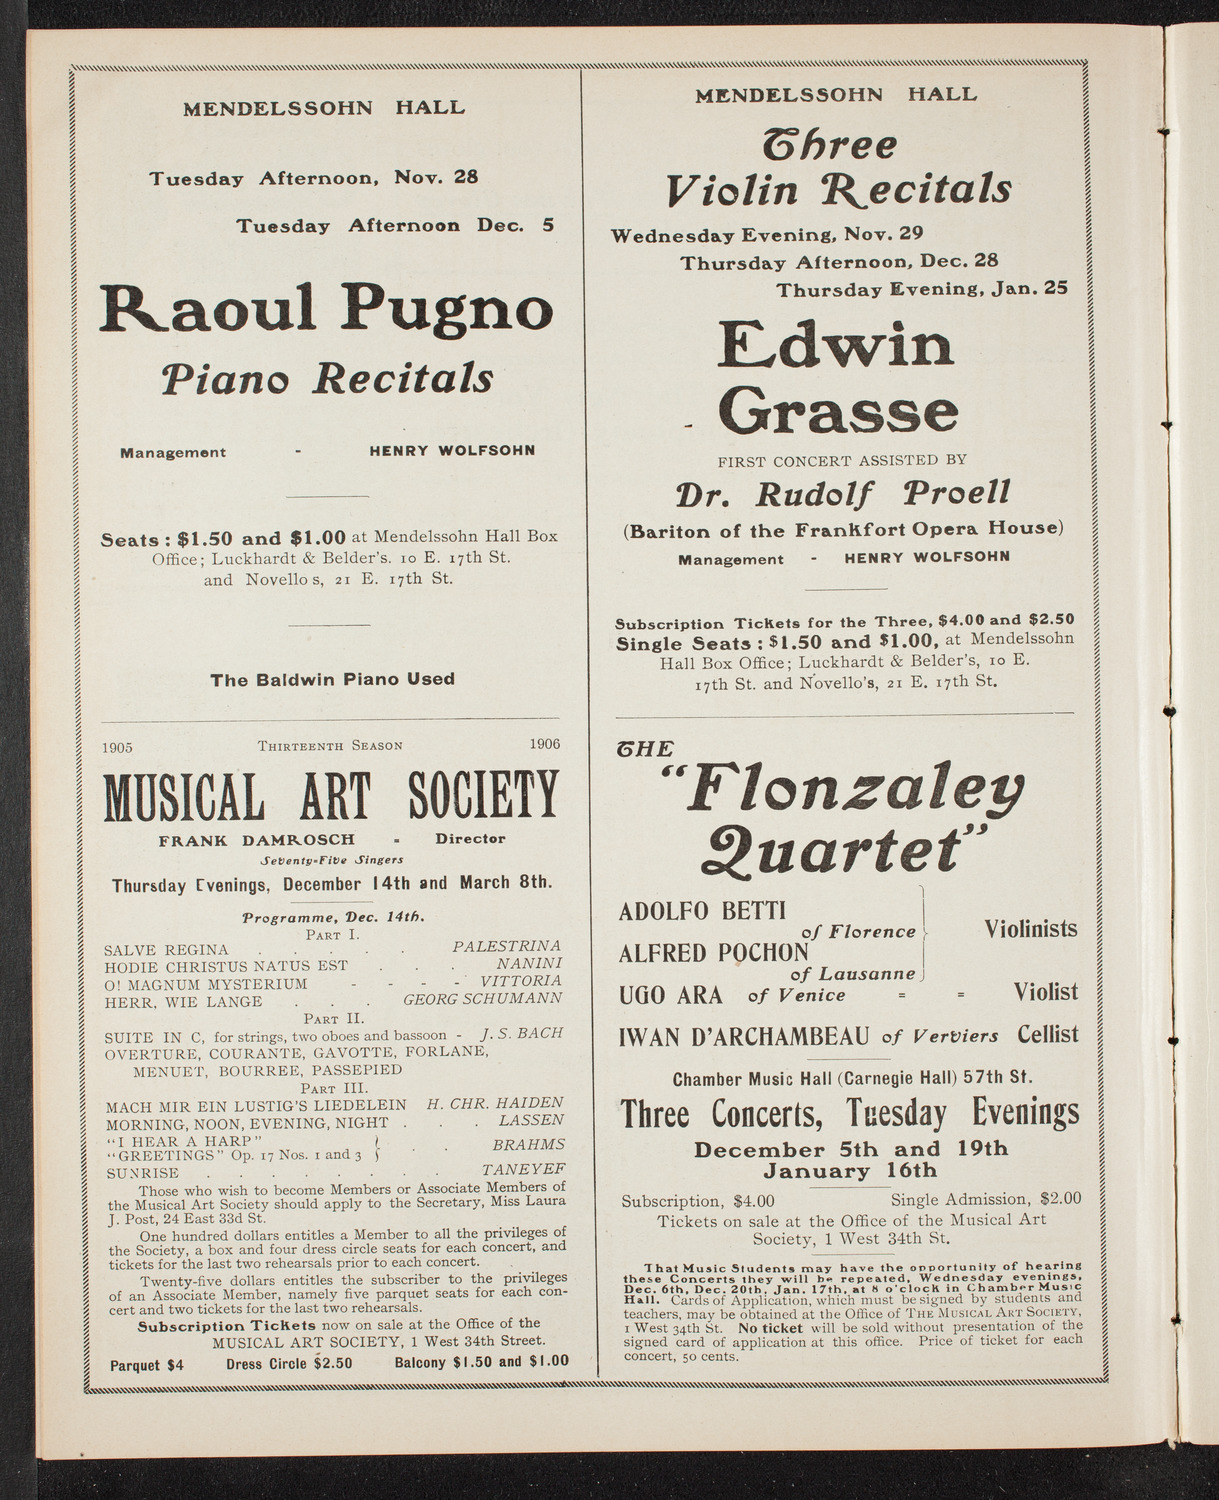 MENDELSSOHN HALL
Tuesday Afternoon, Nov. 28
Tuesday Afternoon Dec. 5
Raoul Pugno
Piano Recitals
Management - HENRY WOLFSOHN
Seats: $1.50 and $1.00 at Mendelssohn Hall Box
Office; Luckhardt & Belder's. 10 E. 17th St.
and Novello s, 21 E. 17th St.
The Baldwin Piano Used
1905 THIRTEENTH SEASON 1906
MUSICAL ART SOCIETY
FRANK DAMROSCH - Director
Seventy-Five Singers
Thursday Evenings, December 14th and March 8th.
Programme, Dec. 14th.
PART I.
SALVE REGINA . . . . . PALESTRINA
HODIE CHRISTUS NATUS EST . . . NANINI
O! MAGNUM MYSTERIUM - - - - VITTORIA
HERR, WIE LANGE . . . GEORG SCHUMANN
PART II.
SUITE IN C, for strings, two oboes and bassoon - J. S. BACH
OVERTURE, COURANTE, GAVOTTE, FORLANE,
MENUET, BOURREE, PASSEPIED
PART III.
MACH MIR EIN LUSTIG'S LIEDELEIN H. CHR. HAIDEN
MORNING, NOON, EVENING, NIGHT . . . LASSEN
"I HEAR A HARP"
"GREETINGS" Op. 17 Nos. 1 and 3 } . . BRAHMS
SUNRISE . . . . . . . . TANEYEF
Those who wish to become Members or Associate Members of
the Musical Art Society should apply to the Secretary, Miss Laura
J. Post, 24 East 33d St.
One hundred dollars entitles a Member to all the privileges of
the Society, a box and four dress circle seats for each concert, and
tickets for the last two rehearsals prior to each concert.
Twenty-five dollars entitles the subscriber to the privileges
of an Associate Member, namely five parquet seats for each con-
cert and two tickets for the last two rehearsals.
Subscription Tickets now on sale at the Office of the
MUSICAL ART SOCIETY, 1 West 34th Street.
Parquet $4 Dress Circle $2.50 Balcony $1.50 and $1.00
MENDELSSOHN HALL
Three
Violin Recitals
Wednesday Evening, Nov. 29
Thursday Afternoon, Dec. 28
Thursday Evening, Jan. 25
Edwin
Grasse
FIRST CONCERT ASSISTED BY
Dr. Rudolf Proell
(Bariton of the Frankfort Opera House)
Management - HENRY WOLFSOHN
Subscription Tickets for the Three, $4.00 and $2.50
Single Seats: $1.50 and $1.00, at Mendelssohn
Hall Box Office; Luckhardt & Belder's, 10 E.
17th St. and Novello's, 21 E. 17th St.
THE
"Flonzaley
Quartet"
ADOLFO BETTI
of Florence
ALFRED POCHON
of Lausanne } Violinists
UGO ARA of Venice = = Violist
IWAN D'ARCHAMBEAU of Verviers Cellist
Chamber Music Hall (Carnegie Hall) 57th St.
Three Concerts, Tuesday Evenings
December 5th and 19th
January 16th
Subscription, $4.00 Single Admission, $2.00
Tickets on sale at the Office of the Musical Art
Society, 1 West 34th St.
That Music Students may have the opportunity of hearing
these Concerts they will be repeated, Wednesday evenings,
Dec. 6th, Dec. 20th, Jan. 17th, at 8 o'clock in Chamber Music
Hall. Cards of Application, which must be signed by students and
teachers, may be obtained at the Office of THE MUSICAL ART SOCIETY,
1 West 34th St. No ticket will be sold without presentation of the
signed card of application at this office. Price of ticket for each
concert, 50 cents.